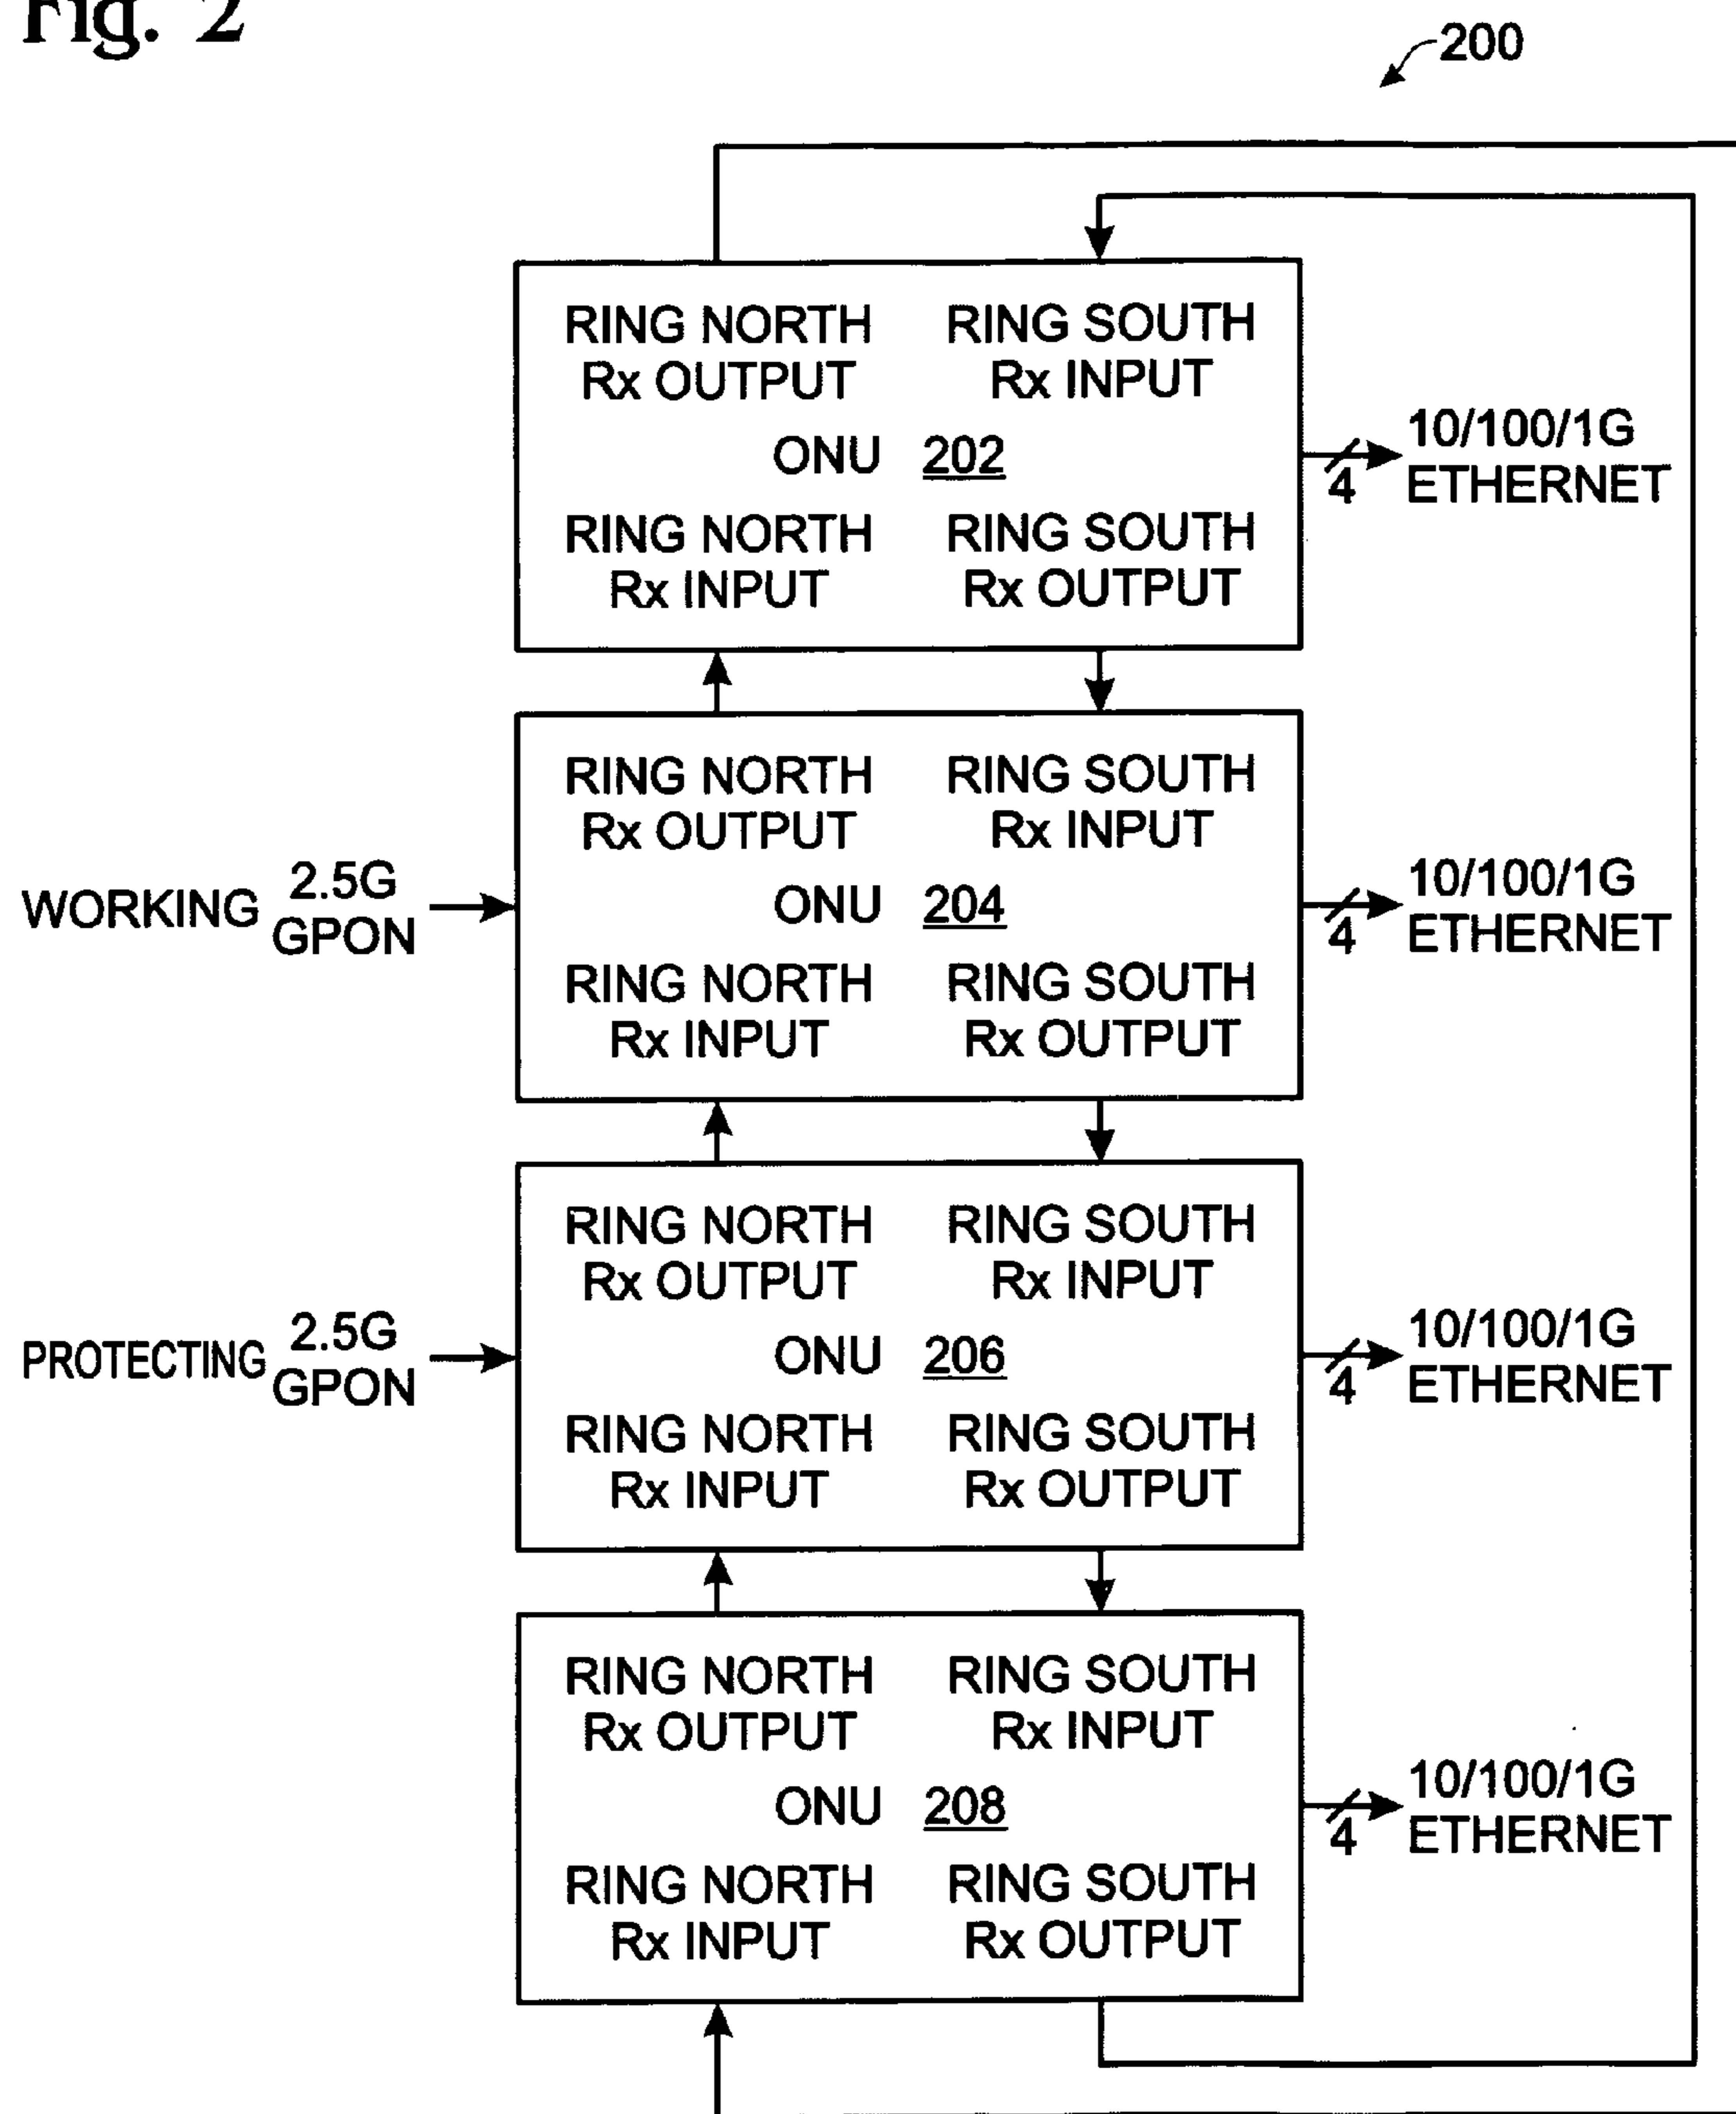 Fig. 2
200
RING NORTH RING SOUTH
Rx OUTPUT Rx INPUT
ONU 202
10/100/1G
ETHERNET
4
RING NORTH RING SOUTH
Rx INPUT Rx OUTPUT
RING NORTH RING SOUTH
Rx OUTPUT Rx INPUT
WORKING 2.5G
GPON
ONU 204
10/100/1G
ETHERNET
4
RING NORTH RING SOUTH
Rx INPUT Rx OUTPUT
RING NORTH RING SOUTH
Rx OUTPUT Rx INPUT
PROTECTING 2.5G
GPON
ONU 206
10/100/1G
ETHERNET
4
RING NORTH RING SOUTH
Rx INPUT Rx OUTPUT
RING NORTH RING SOUTH
Rx OUTPUT Rx INPUT
ONU 208
10/100/1G
ETHERNET
4
RING NORTH RING SOUTH
Rx INPUT Rx OUTPUT